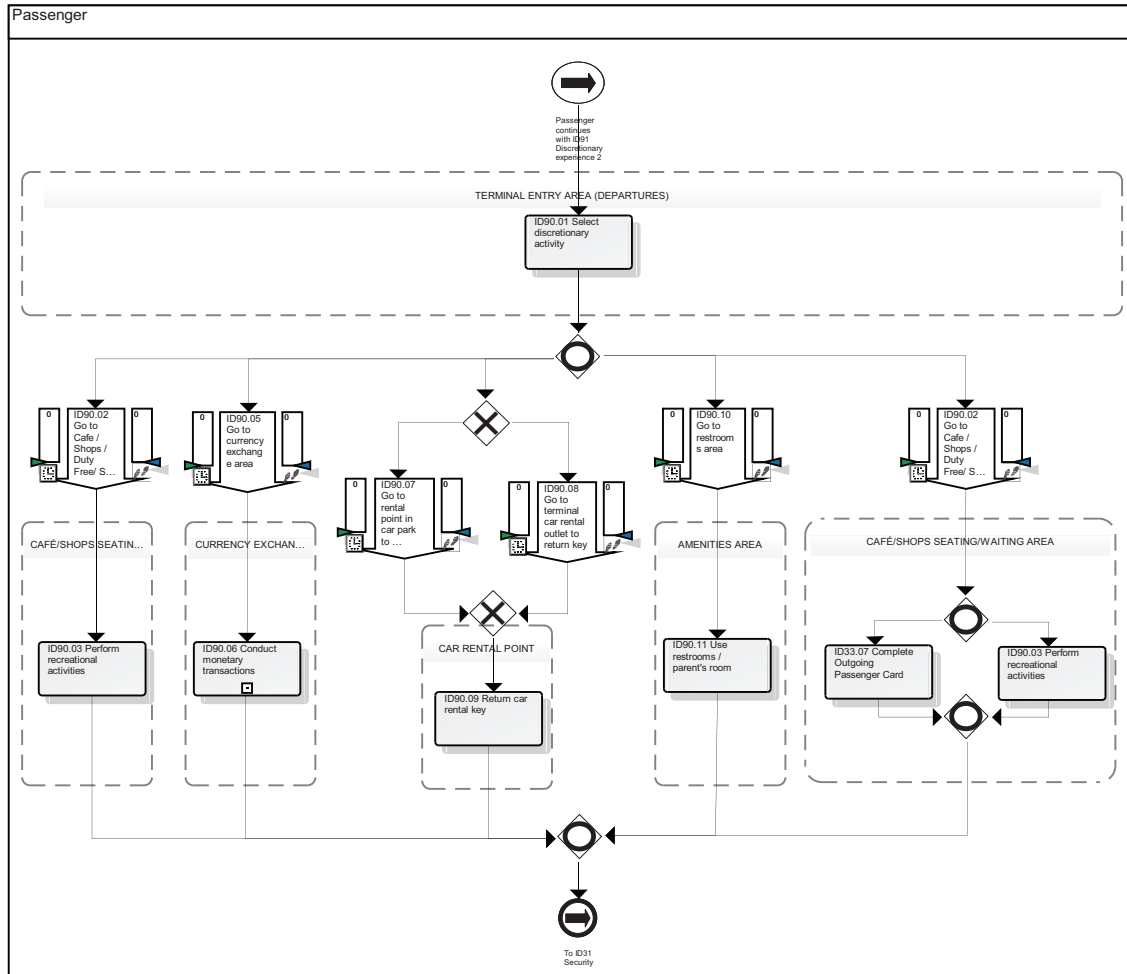 Passenger
Passenger
continues
with ID91
Discretionary
experience 2
TERMINAL ENTRY AREA (DEPARTURES)
ID90.01 Select
discretionary
activity
0
ID90.02
Go to
Cafe /
Shops /
Duty
Free/ S...
0
0
ID90.05
Go to
currency
exchang
e area
0
0
ID90.07
Go to
rental
point in
car park
to ...
0
0
ID90.08
Go to
terminal
car rental
outlet to
return key
0
0
ID90.10
Go to
restroom
s area
0
0
ID90.02
Go to
Cafe /
Shops /
Duty
Free/ S...
0
CAFÉ/SHOPS SEATIN...
CURRENCY EXCHAN...
AMENITIES AREA
CAFÉ/SHOPS SEATING/WAITING AREA
CAR RENTAL POINT
ID90.03 Perform
recreational
activities
ID90.06 Conduct
monetary
transactions
ID90.09 Return car
rental key
ID90.11 Use
restrooms /
parent's room
ID33.07 Complete
Outgoing
Passenger Card
ID90.03 Perform
recreational
activities
To ID31
Security